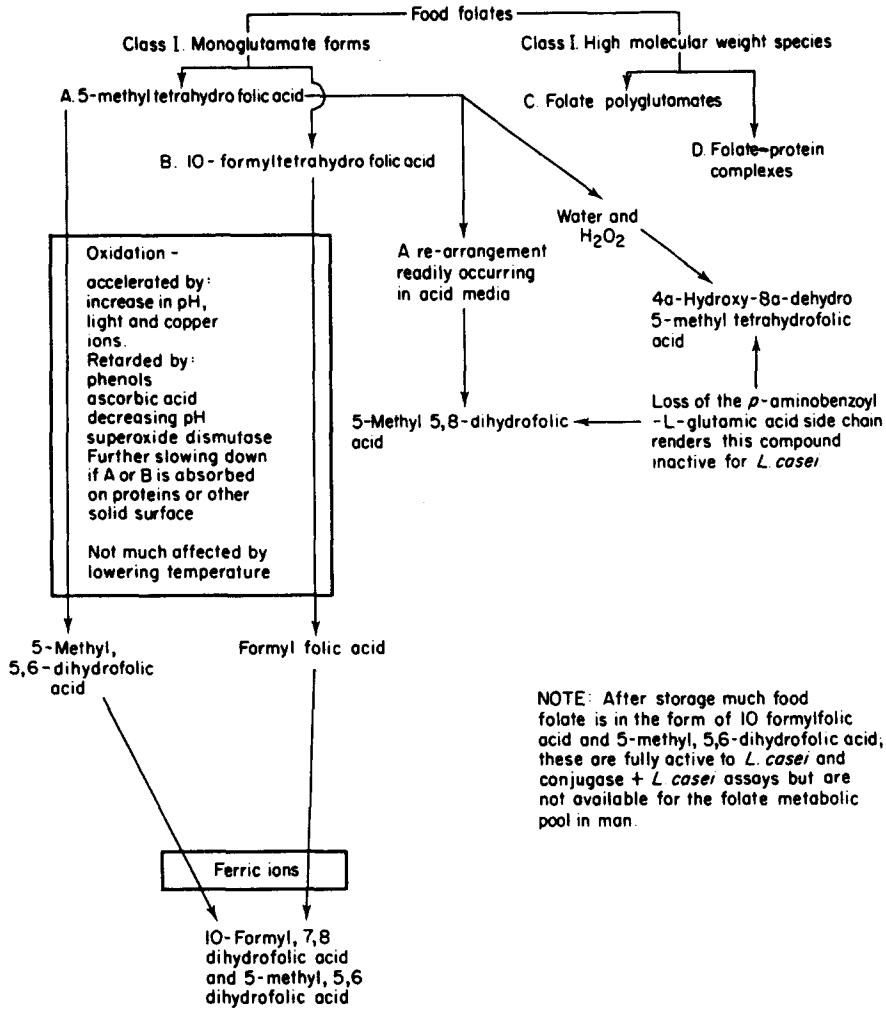 Food folates
Class I. Monoglutamate forms
Class I. High molecular weight species
A. 5-methyl tetrahydro folic acid
C. Folate polyglutamates
B. 10-formyltetrahydro folic acid
D. Folate-protein
complexes
Water and
H₂O₂
Oxidation -
accelerated by:
increase in pH,
light and copper
ions.
Retarded by:
phenols
ascorbic acid
decreasing pH
superoxide dismutase
Further slowing down
if A or B is absorbed
on proteins or other
solid surface
Not much affected by
lowering temperature
A re-arrangement
readily occurring
in acid media
4a-Hydroxy-8a-dehydro
5-methyl tetrahydrofolic
acid
5-Methyl 5,8-dihydrofolic
acid
Loss of the p-aminobenzoyl
-L-glutamic acid side chain
renders this compound
inactive for L. casei
5-Methyl,
5,6-dihydrofolic
acid
Formyl folic acid
NOTE: After storage much food
folate is in the form of 10 formylfolic
acid and 5-methyl, 5,6-dihydrofolic acid;
these are fully active to L. casei and
conjugase + L. casei assays but are
not available for the folate metabolic
pool in man.
Ferric ions
10-Formyl, 7,8
dihydrofolic acid
and 5-methyl, 5,6
dihydrofolic acid